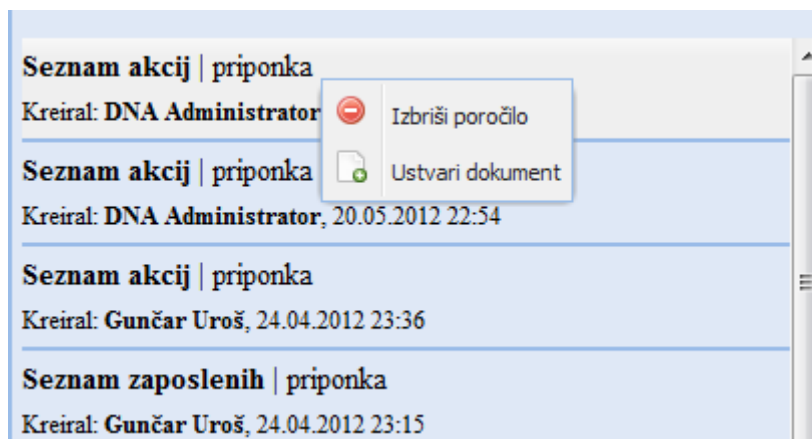 Seznam akcij | priponka
Kreiral: DNA Administrator
Izbriši poročilo
Ustvari dokument
Seznam akcij | priponka
Kreiral: DNA Administrator, 20.05.2012 22:54
Seznam akcij | priponka
Kreiral: Gunčar Uroš, 24.04.2012 23:36
Seznam zaposlenih | priponka
Kreiral: Gunčar Uroš, 24.04.2012 23:15